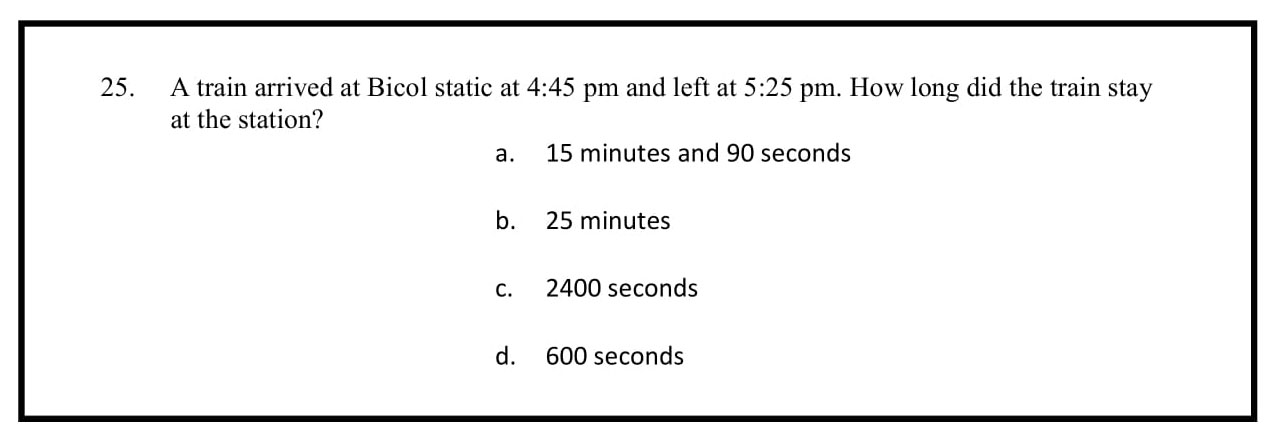 25. A train arrived at Bicol static at 4:45 pm and left at 5:25 pm. How long did the train stay
at the station?
a. 15 minutes and 90 seconds
b. 25 minutes
c. 2400 seconds
d. 600 seconds